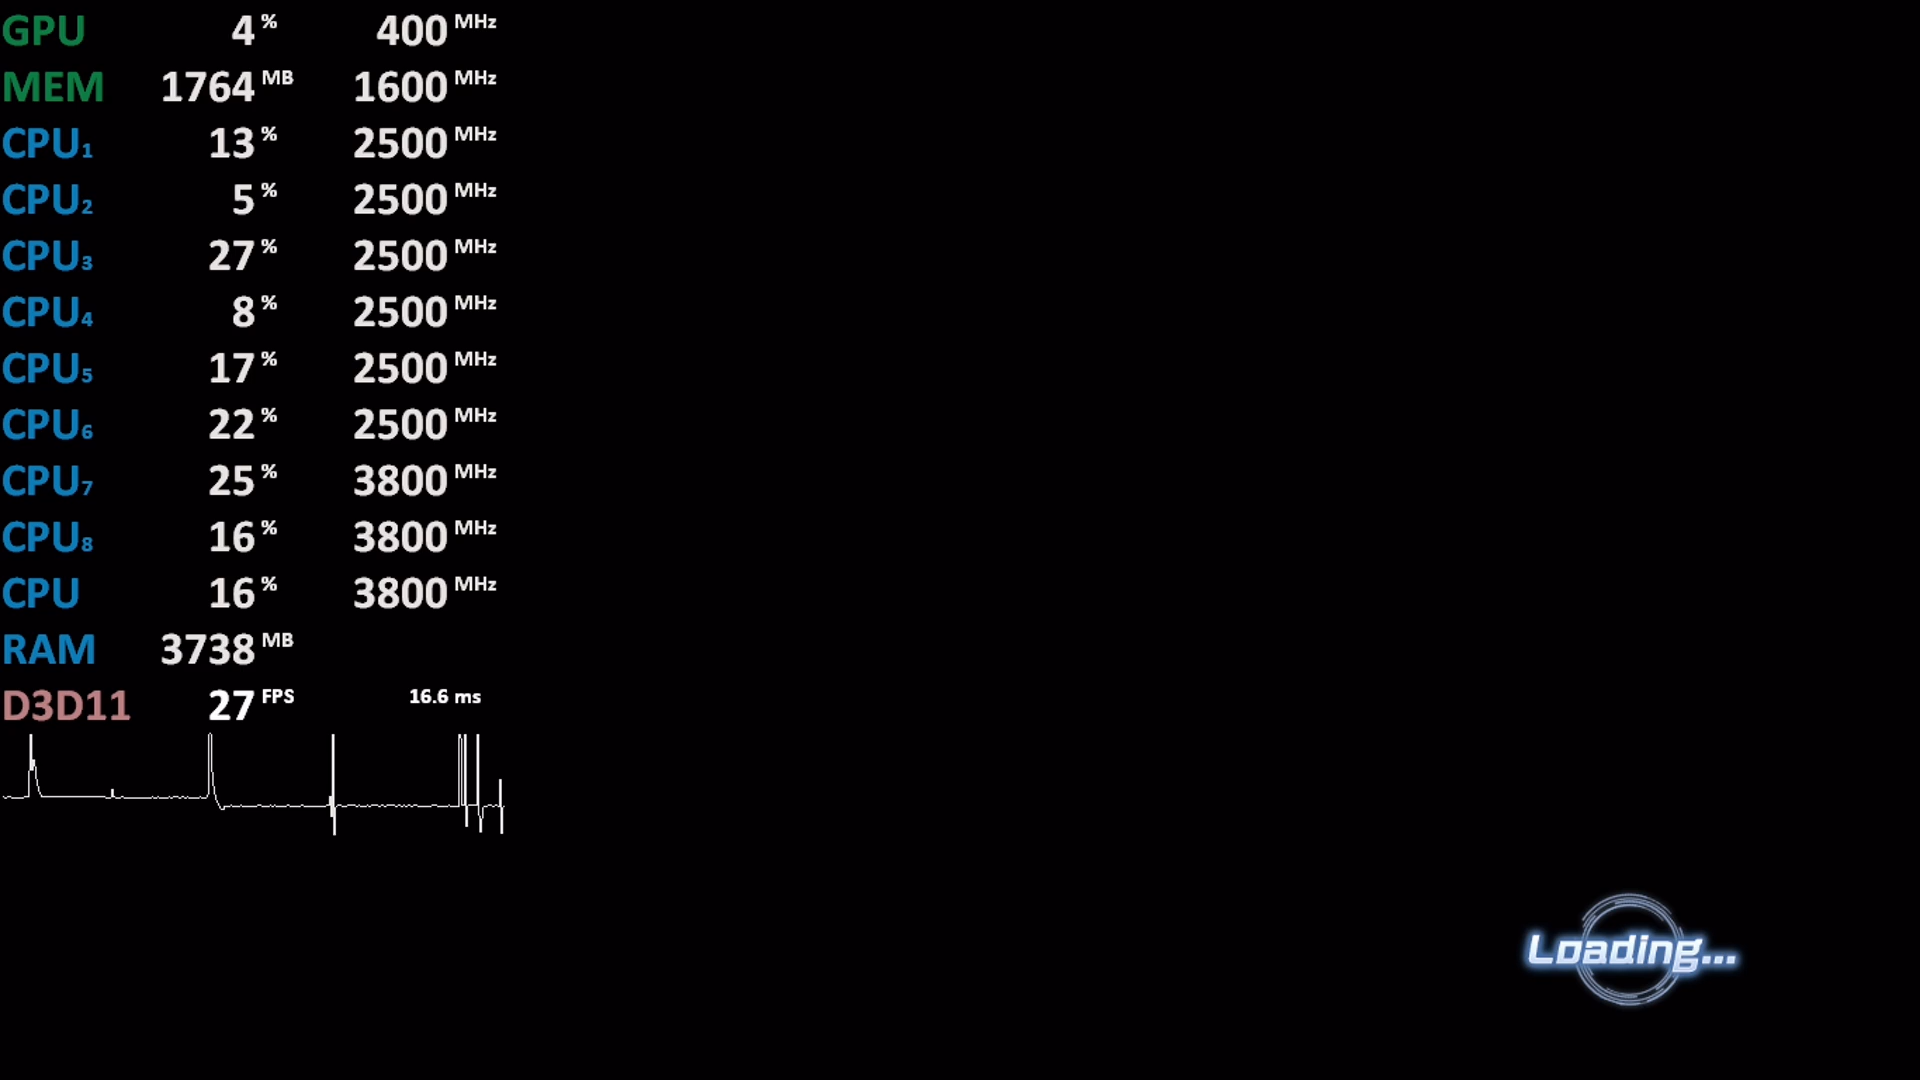 GPU 4 % 400 MHz
MEM 1764 MB 1600 MHz
CPU1 13 % 2500 MHz
CPU2 5 % 2500 MHz
CPU3 27 % 2500 MHz
CPU4 8 % 2500 MHz
CPU5 17 % 2500 MHz
CPU6 22 % 2500 MHz
CPU7 25 % 3800 MHz
CPU8 16 % 3800 MHz
CPU 16 % 3800 MHz
RAM 3738 MB
D3D11 27 FPS 16.6 ms
Loading...